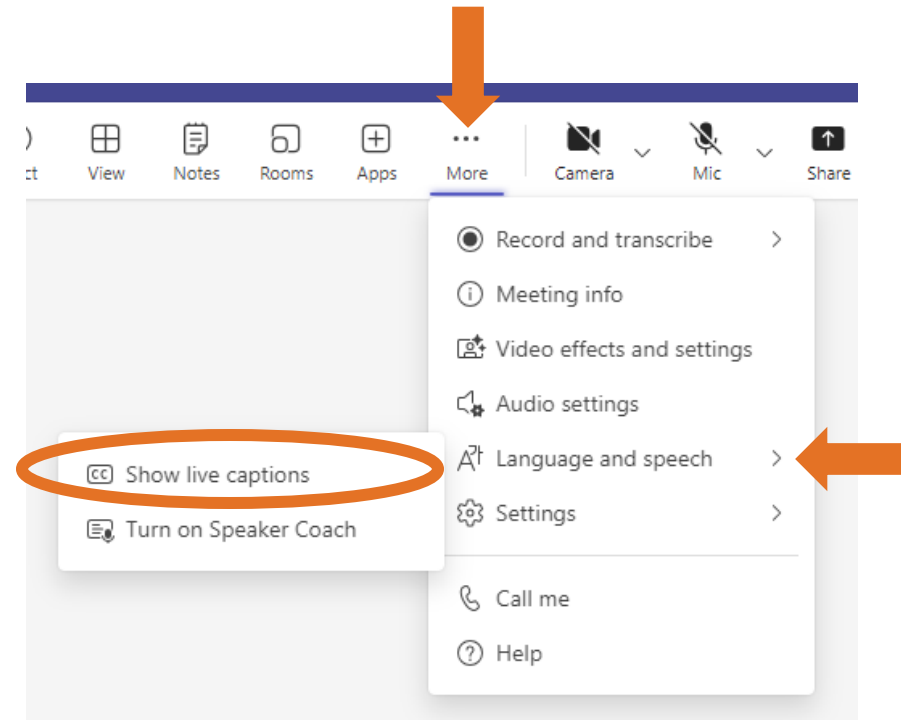 ct View Notes Rooms Apps More Camera Mic Share
Record and transcribe
Meeting info
Video effects and settings
Audio settings
Language and speech
Settings
Call me
Help
CC Show live captions
Turn on Speaker Coach